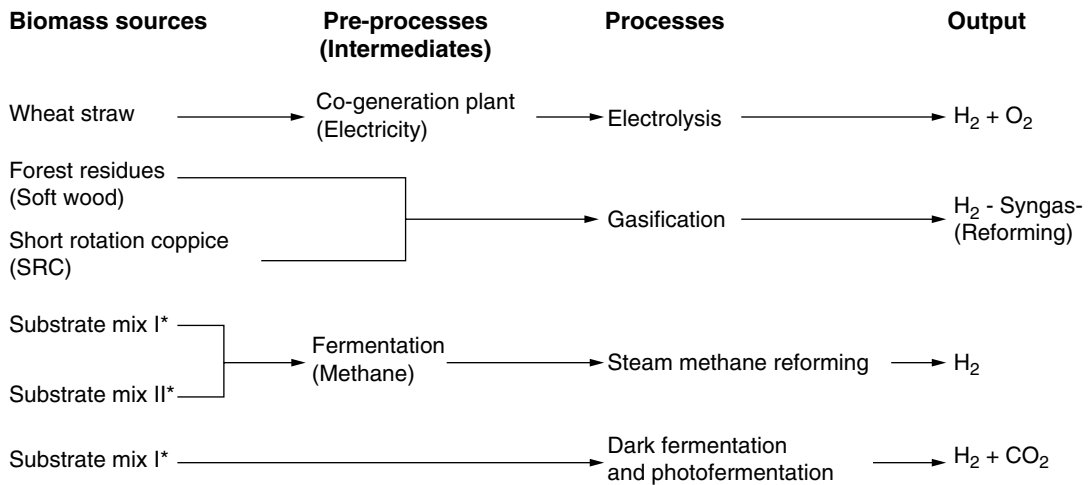 Biomass sources
Pre-processes
(Intermediates)
Processes
Output
Wheat straw
Co-generation plant
(Electricity)
Electrolysis
H₂ + O₂
Forest residues
(Soft wood)
Short rotation coppice
(SRC)
Gasification
H₂ - Syngas-
(Reforming)
Substrate mix I*
Substrate mix II*
Fermentation
(Methane)
Steam methane reforming
H₂
Substrate mix I*
Dark fermentation
and photofermentation
H₂ + CO₂